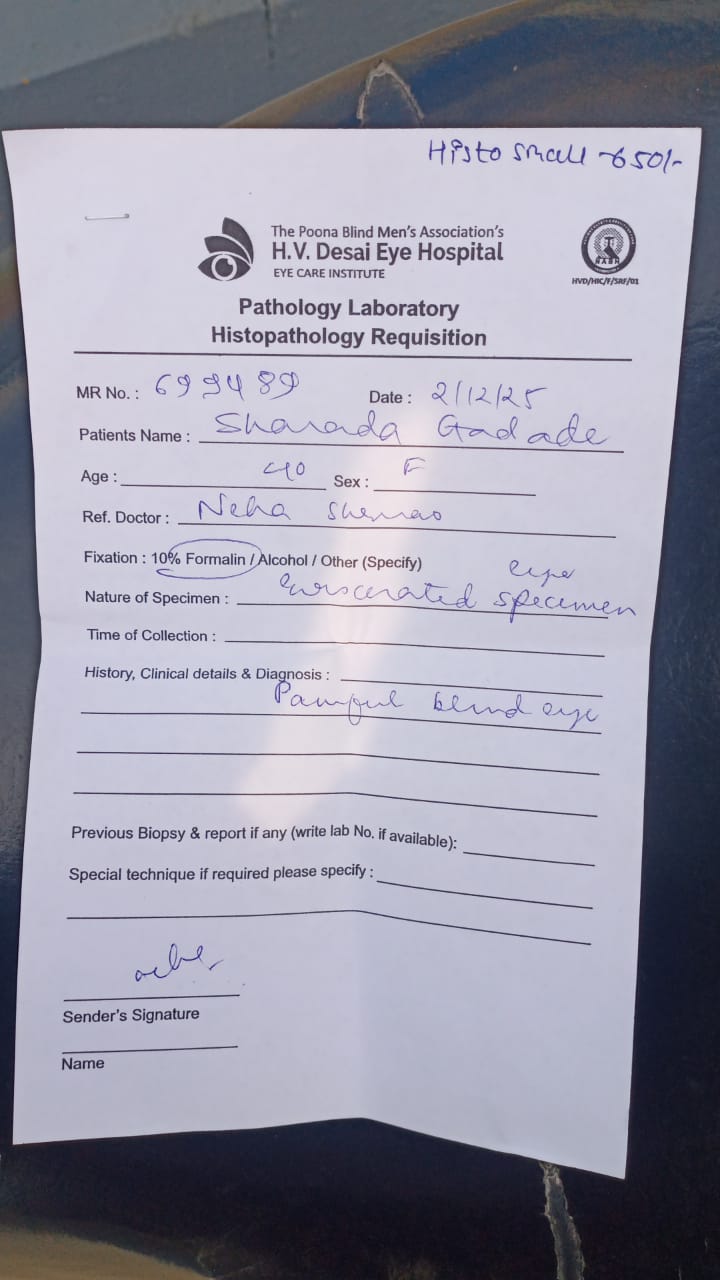 Histo small - 650/-
The Poona Blind Men's Association's
H.V. Desai Eye Hospital
EYE CARE INSTITUTE
HVD/HIC/F/SRF/01
Pathology Laboratory
Histopathology Requisition
MR No. : 699489 Date : 2/12/25
Patients Name : Sharada Gadade
Age : 40 Sex : F
Ref. Doctor : Neha
Fixation : 10% Formalin / Alcohol / Other (Specify)
eye
Nature of Specimen : Eviscerated specimen
Time of Collection :
History, Clinical details & Diagnosis :
Painful blind eye
Previous Biopsy & report if any (write lab No. if available):
Special technique if required please specify :
Sender's Signature
Name